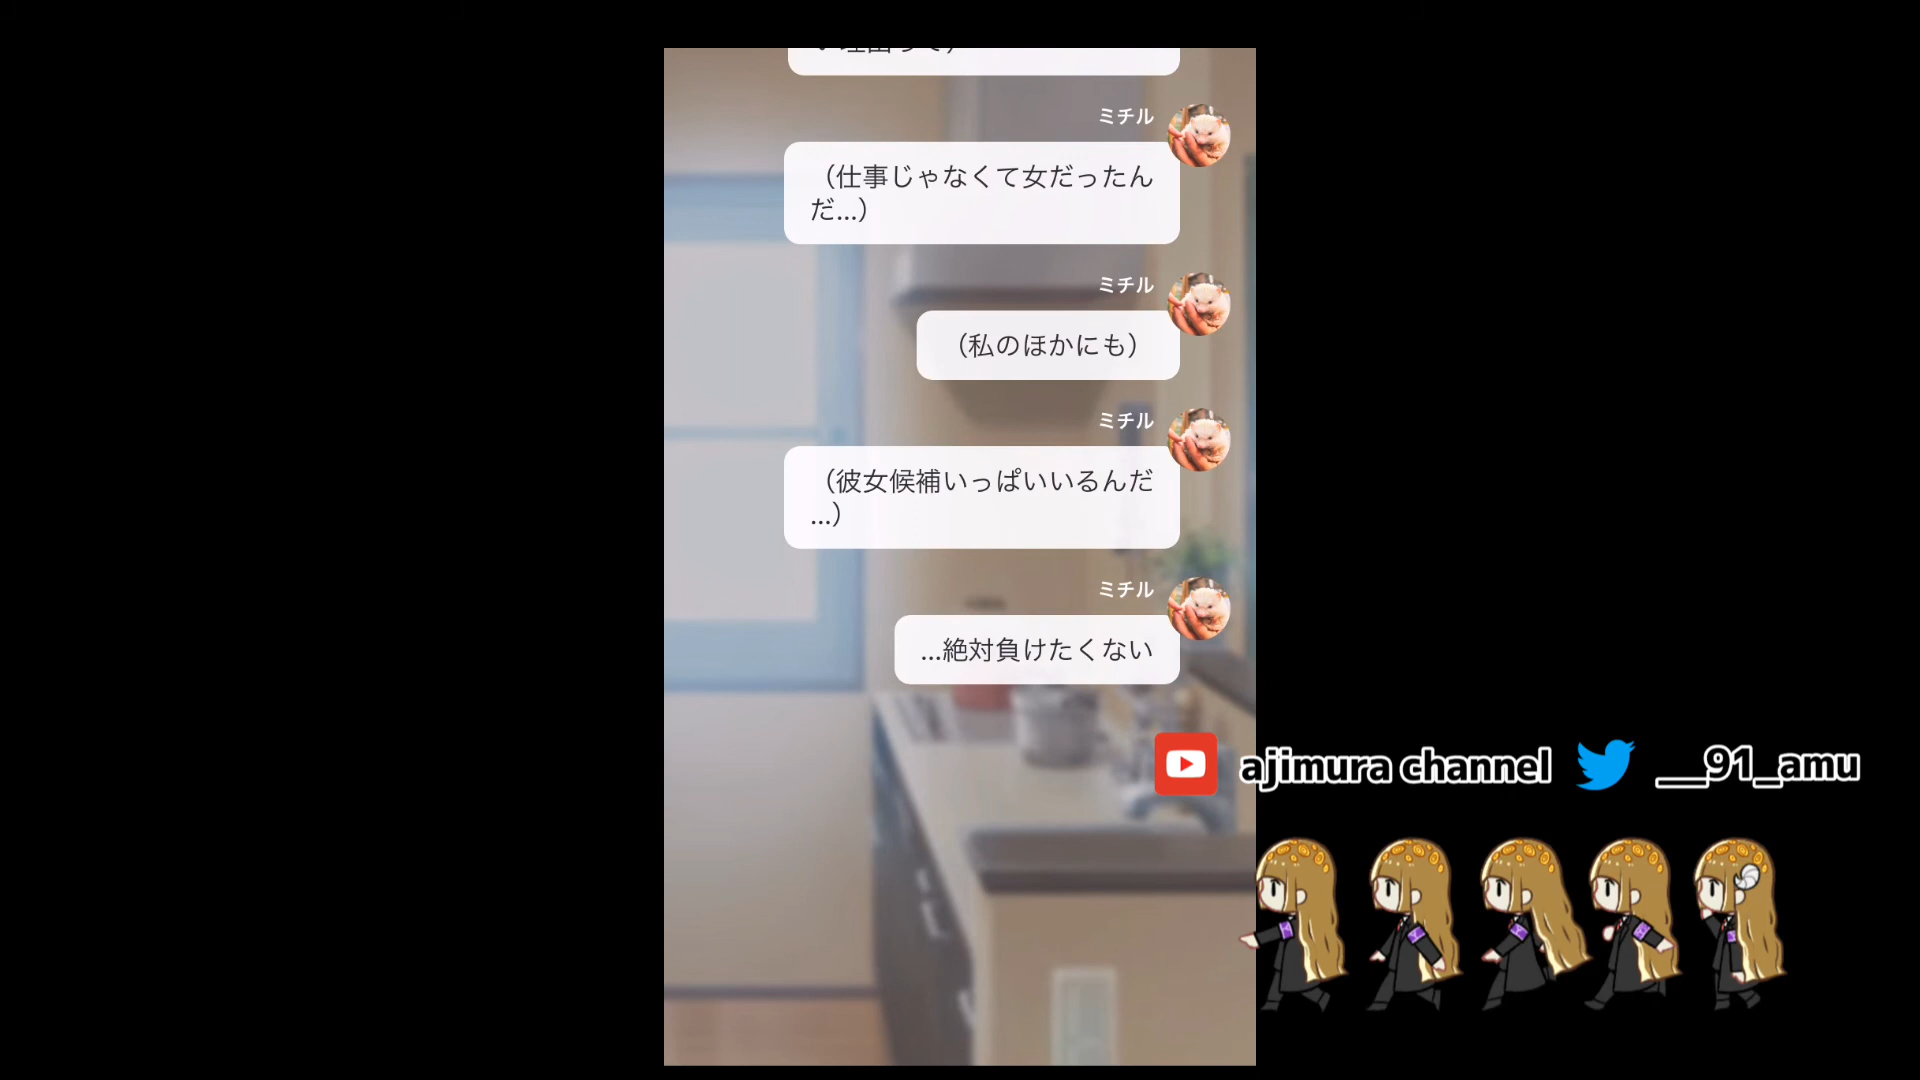 ミチル
（仕事じゃなくて女だったん
だ...）
ミチル
（私のほかにも）
ミチル
（彼女候補いっぱいいるんだ
...）
ミチル
...絶対負けたくない
ajimura channel
__91_amu